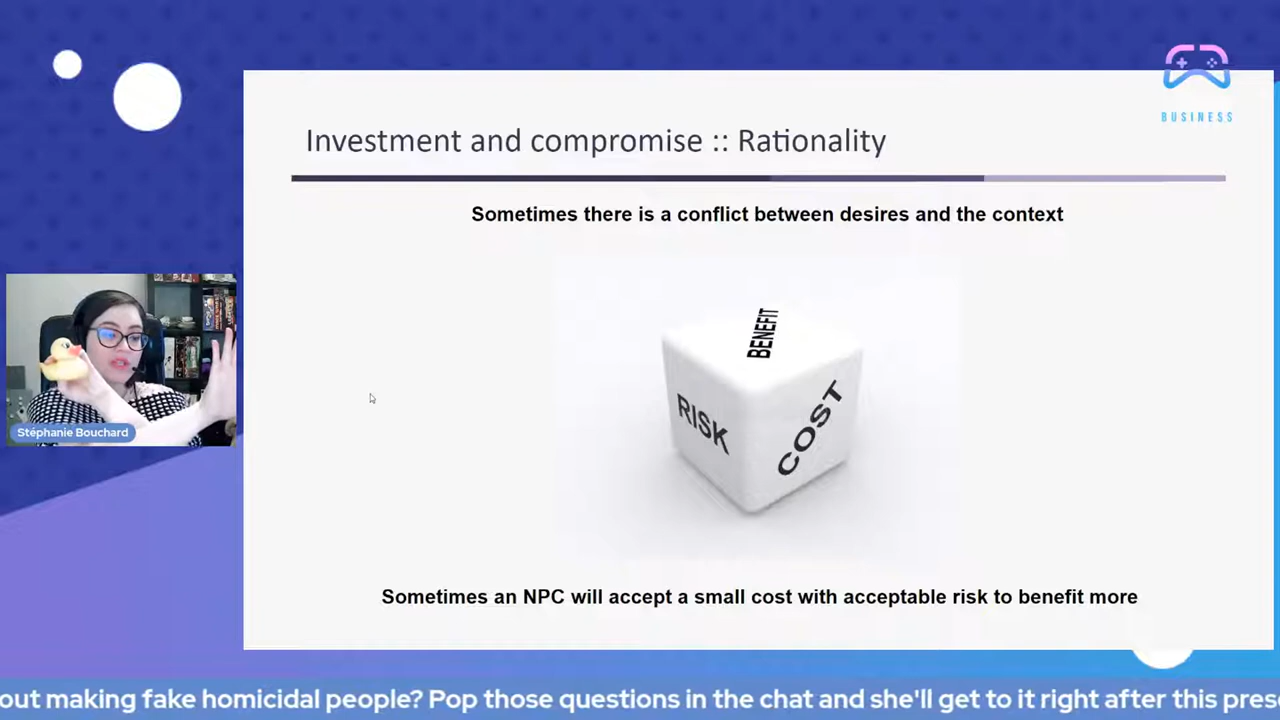 BUSINESS
Investment and compromise :: Rationality
Sometimes there is a conflict between desires and the context
BENEFIT
RISK
COST
Stéphanie Bouchard
Sometimes an NPC will accept a small cost with acceptable risk to benefit more
out making fake homicidal people? Pop those questions in the chat and she'll get to it right after this pres